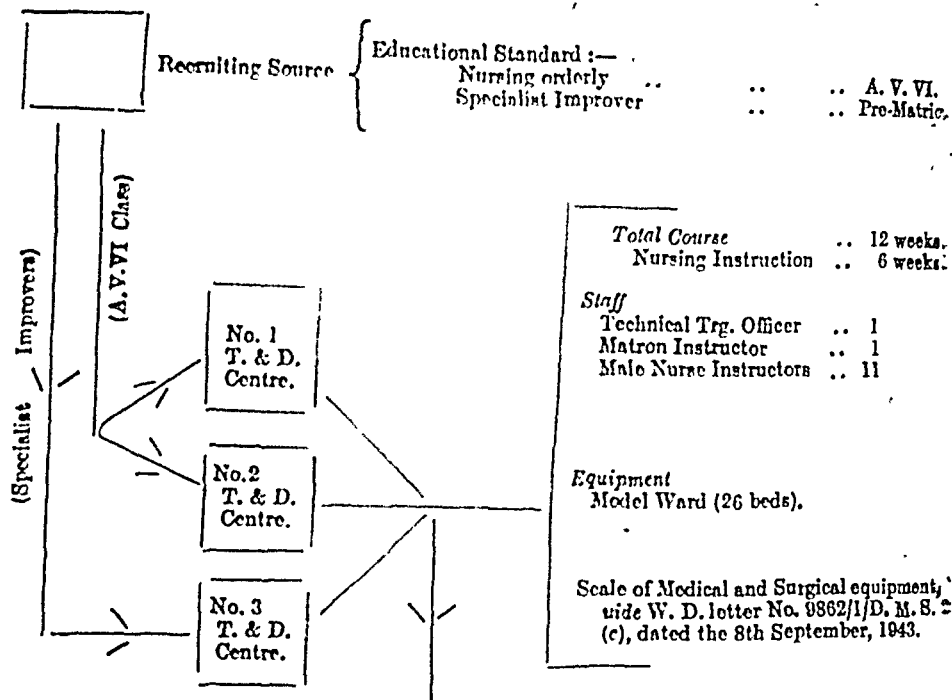 Recruiting Source
Educational Standard :—
Nursing orderly .. .. .. A. V. VI.
Specialist Improver .. .. Pre-Matric.
(Specialist Improvers)
(A.V.VI Class)
No. 1
T. & D.
Centre.
No.2
T. & D.
Centre.
No. 3
T. & D.
Centre.
Total Course .. 12 weeks.
Nursing Instruction .. 6 weeks.
Staff
Technical Trg. Officer .. 1
Matron Instructor .. 1
Male Nurse Instructors .. 11
Equipment
Model Ward (26 beds).
Scale of Medical and Surgical equipment,
vide W. D. letter No. 9862/1/D. M. S. 2
(c), dated the 8th September, 1943.